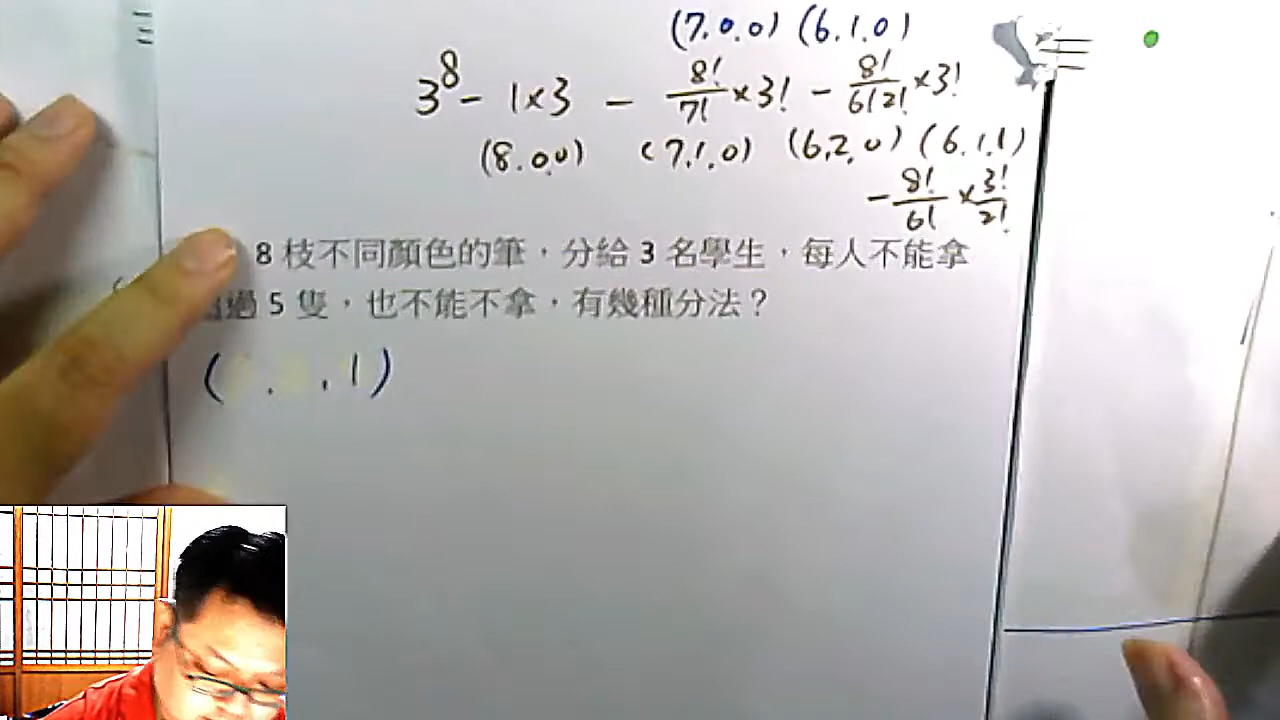 (7.0.0) (6.1.0)
3^8 - 1×3 - 8!/7! ×3! - 8!/6!2! ×3!
(8.0.0) (7.1.0) (6.2.0) (6.1.1)
- 8!/6! × 3!/2!
8 枝不同顏色的筆，分給 3 名學生，每人不能拿
過 5 隻，也不能不拿，有幾種分法？
( . , 1)